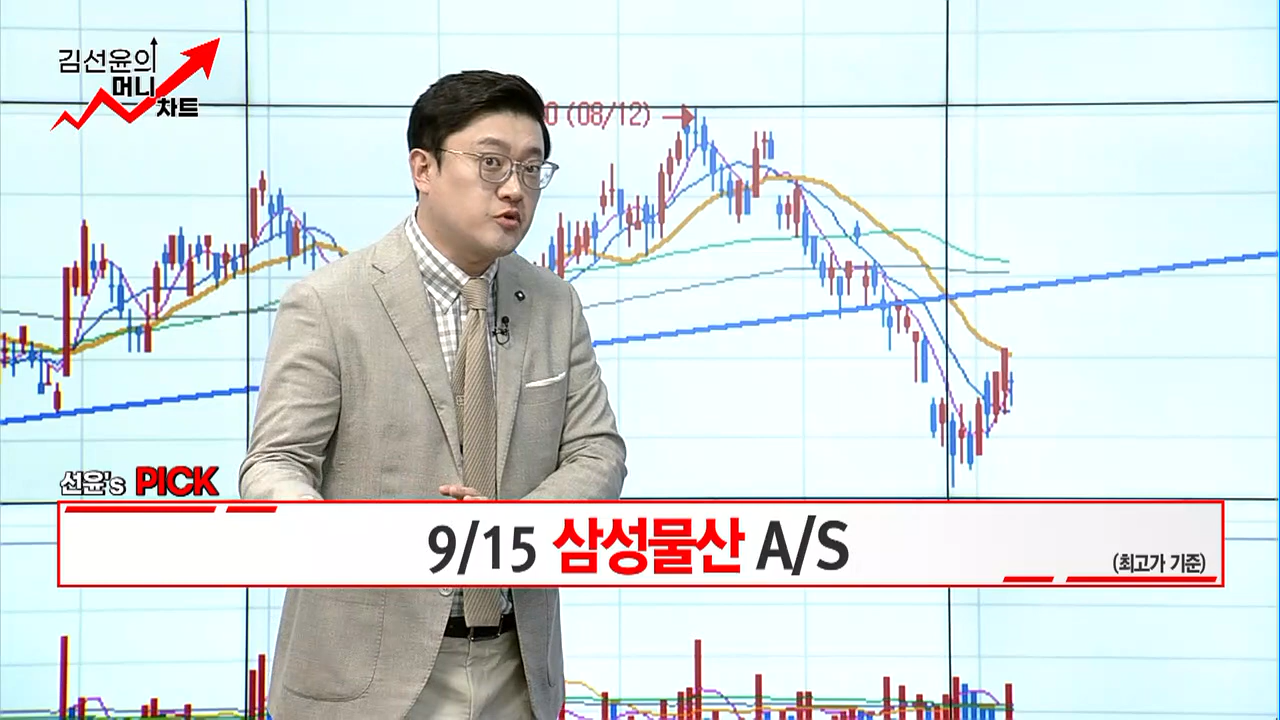 김선윤의
머니
차트
0 (08/12)
선윤's PICK
9/15 삼성물산 A/S
(최고가 기준)